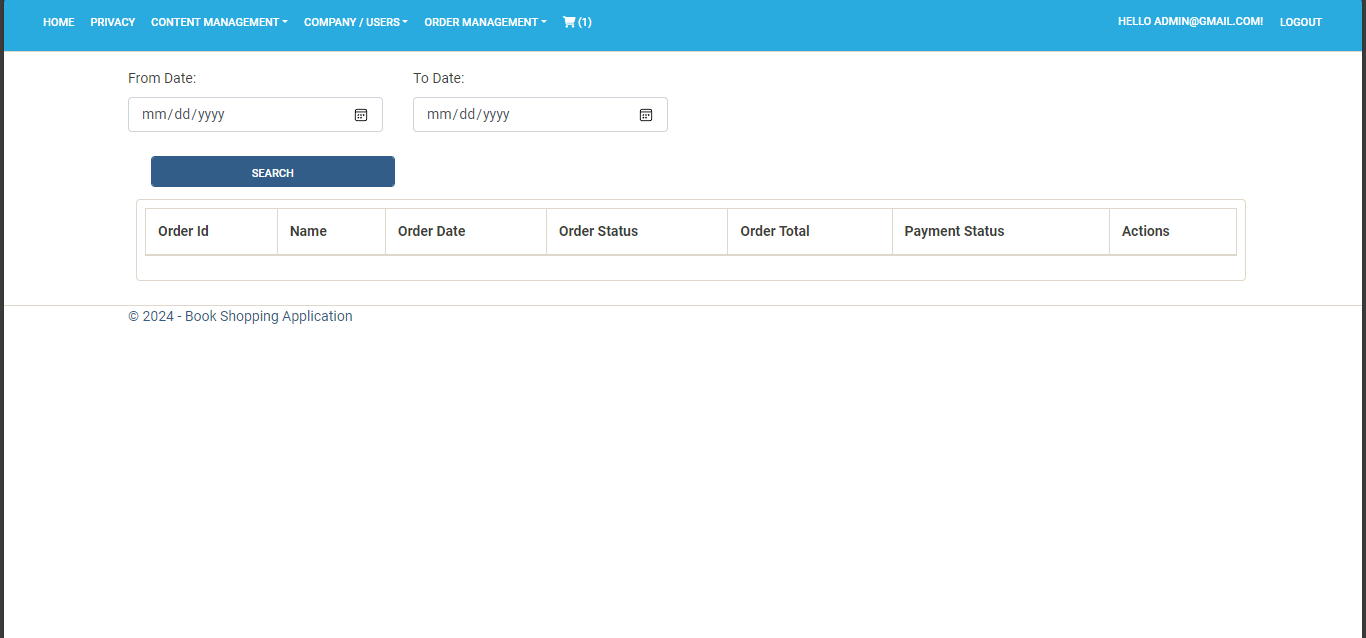 HOME PRIVACY CONTENT MANAGEMENT COMPANY / USERS ORDER MANAGEMENT (1) HELLO ADMIN@GMAIL.COM! LOGOUT
From Date: To Date:
mm/dd/yyyy mm/dd/yyyy
SEARCH
Order Id Name Order Date Order Status Order Total Payment Status Actions
© 2024 - Book Shopping Application